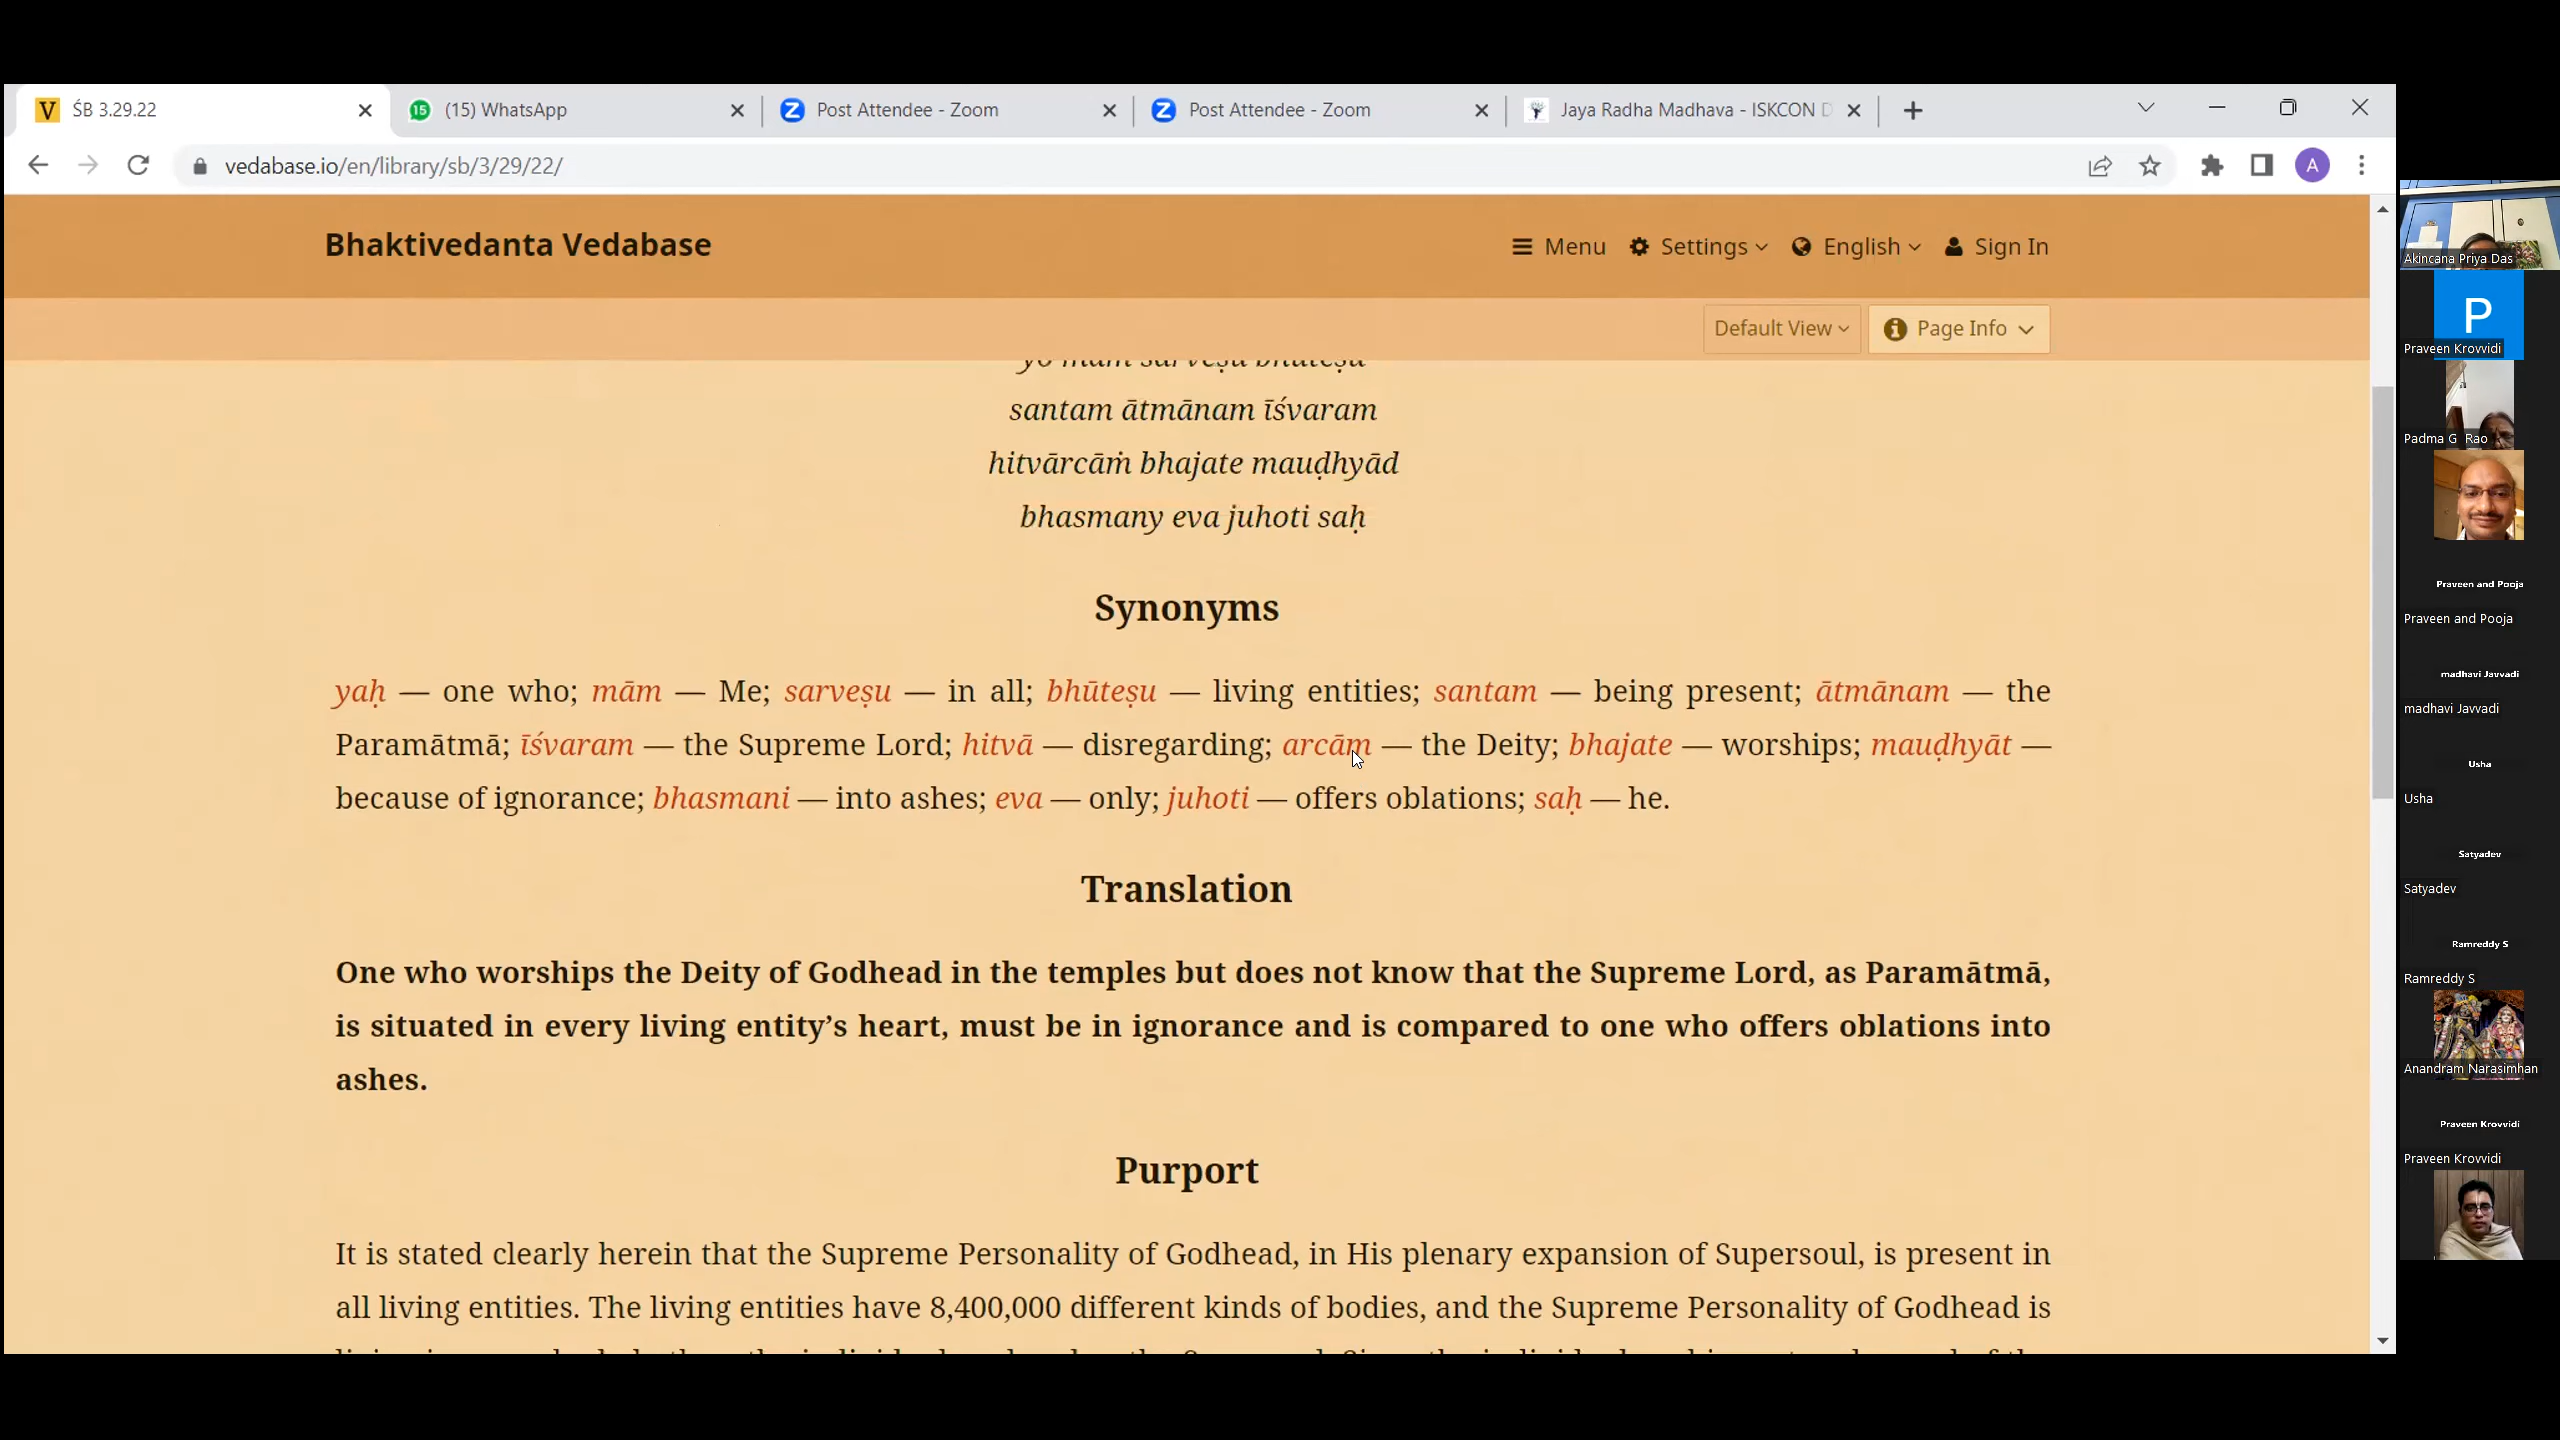 ŚB 3.29.22
(15) WhatsApp
Post Attendee - Zoom
Post Attendee - Zoom
Jaya Radha Madhava - ISKCON D
vedabase.io/en/library/sb/3/29/22/
A
Bhaktivedanta Vedabase
Menu Settings English Sign In
Default View Page Info
yo māṁ sarveṣu bhūteṣu
santam ātmānam īśvaram
hitvārcāṁ bhajate mauḍhyād
bhasmany eva juhoti saḥ
Synonyms
yaḥ — one who; mām — Me; sarveṣu — in all; bhūteṣu — living entities; santam — being present; ātmānam — the
Paramātmā; īśvaram — the Supreme Lord; hitvā — disregarding; arcām — the Deity; bhajate — worships; mauḍhyāt —
because of ignorance; bhasmani — into ashes; eva — only; juhoti — offers oblations; saḥ — he.
Translation
One who worships the Deity of Godhead in the temples but does not know that the Supreme Lord, as Paramātmā,
is situated in every living entity’s heart, must be in ignorance and is compared to one who offers oblations into
ashes.
Purport
It is stated clearly herein that the Supreme Personality of Godhead, in His plenary expansion of Supersoul, is present in
all living entities. The living entities have 8,400,000 different kinds of bodies, and the Supreme Personality of Godhead is
Akincana Priya Das
P
Praveen Krovvidi
Padma G Rao
Praveen and Pooja
Praveen and Pooja
madhavi Javvadi
madhavi Javvadi
Usha
Usha
Satyadev
Satyadev
Ramreddy S
Ramreddy S
Anandram Narasimhan
Praveen Krovvidi
Praveen Krovvidi